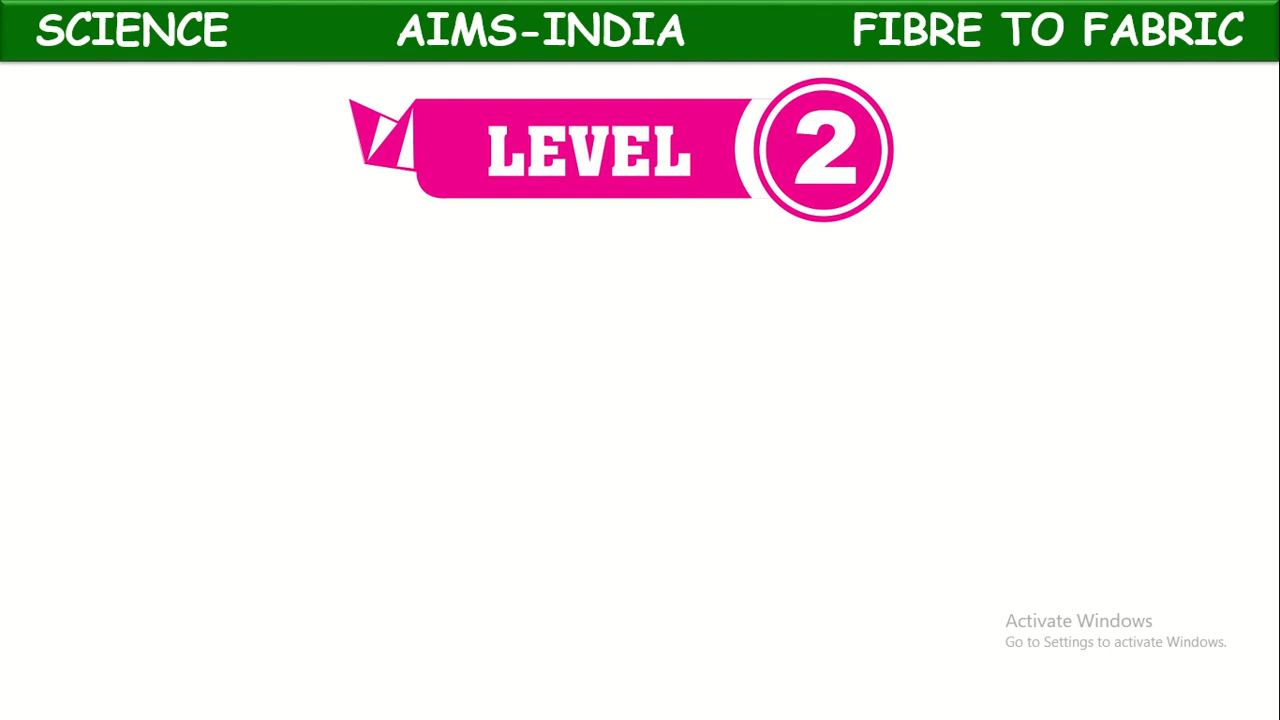 SCIENCE AIMS-INDIA FIBRE TO FABRIC
LEVEL 2
Activate Windows
Go to Settings to activate Windows.